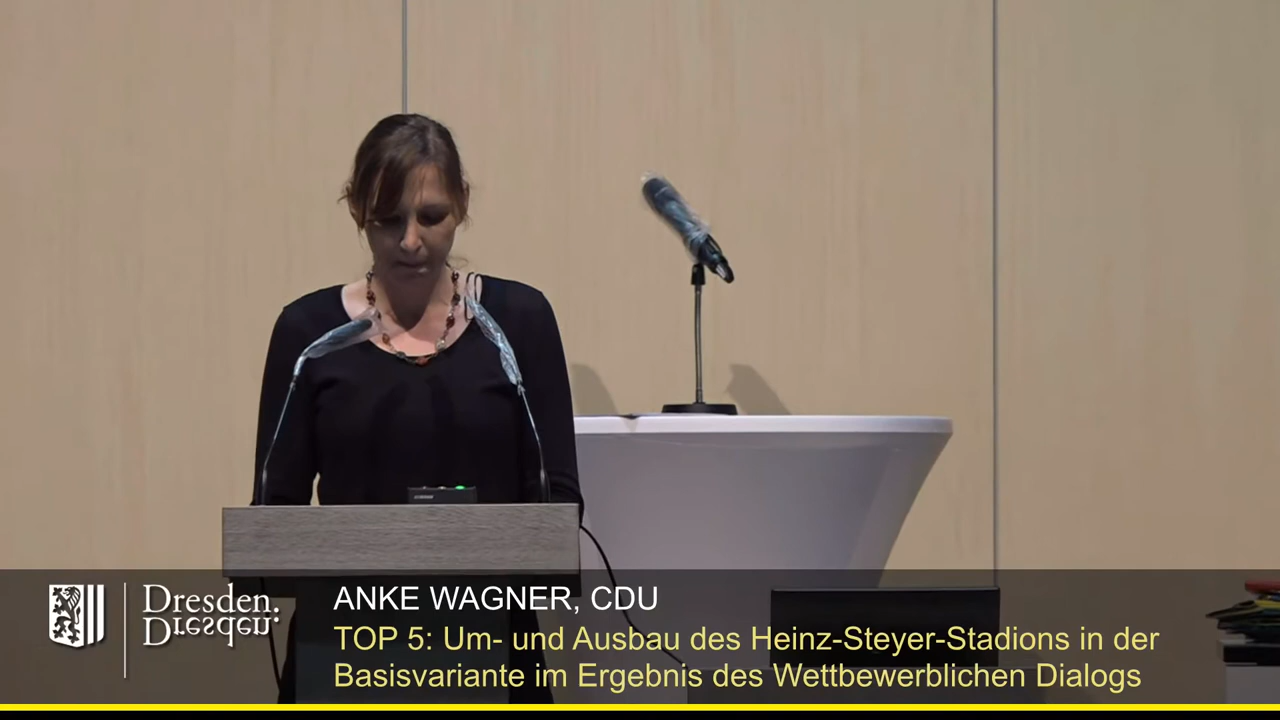 Dresden.
Dresden.
ANKE WAGNER, CDU
TOP 5: Um- und Ausbau des Heinz-Steyer-Stadions in der
Basisvariante im Ergebnis des Wettbewerblichen Dialogs